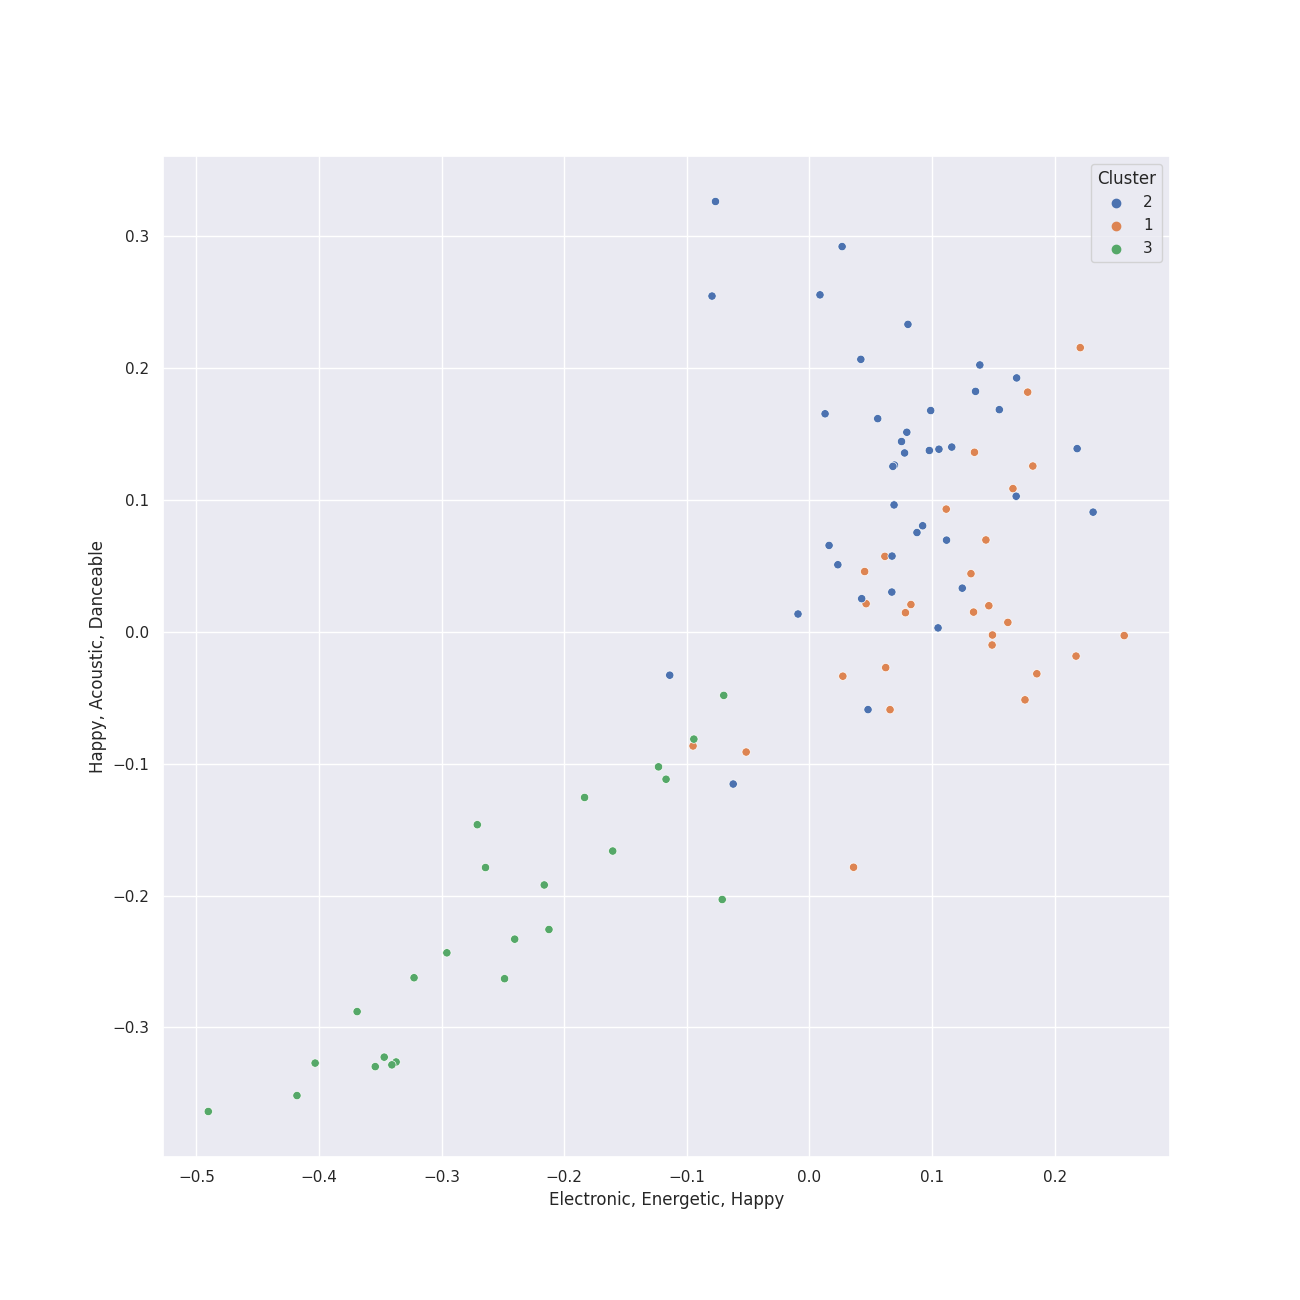 Cluster
2
1
3
0.3
0.2
0.1
0.0
−0.1
−0.2
−0.3
Happy, Acoustic, Danceable
−0.5 −0.4 −0.3 −0.2 −0.1 0.0 0.1 0.2
Electronic, Energetic, Happy